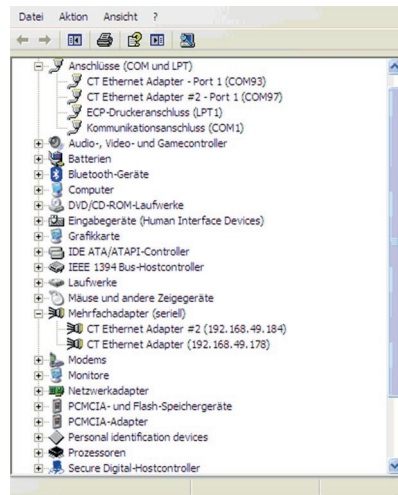 Datei Aktion Ansicht ?
Anschlüsse (COM und LPT)
CT Ethernet Adapter - Port 1 (COM93)
CT Ethernet Adapter #2 - Port 1 (COM97)
ECP-Druckeranschluss (LPT1)
Kommunikationsanschluss (COM1)
Audio-, Video- und Gamecontroller
Batterien
Bluetooth-Geräte
Computer
DVD/CD-ROM-Laufwerke
Eingabegeräte (Human Interface Devices)
Grafikkarte
IDE ATA/ATAPI-Controller
IEEE 1394 Bus-Hostcontroller
Laufwerke
Mäuse und andere Zeigegeräte
Mehrfachadapter (seriell)
CT Ethernet Adapter #2 (192.168.49.184)
CT Ethernet Adapter (192.168.49.178)
Modems
Monitore
Netzwerkadapter
PCMCIA- und Flash-Speichergeräte
PCMCIA-Adapter
Personal identification devices
Prozessoren
Secure Digital-Hostcontroller